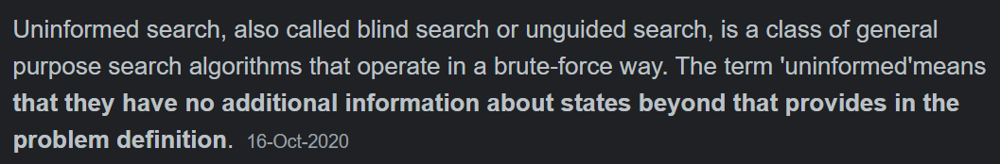 Uninformed search, also called blind search or unguided search, is a class of general
purpose search algorithms that operate in a brute-force way. The term 'uninformed'means
that they have no additional information about states beyond that provides in the
problem definition. 16-Oct-2020